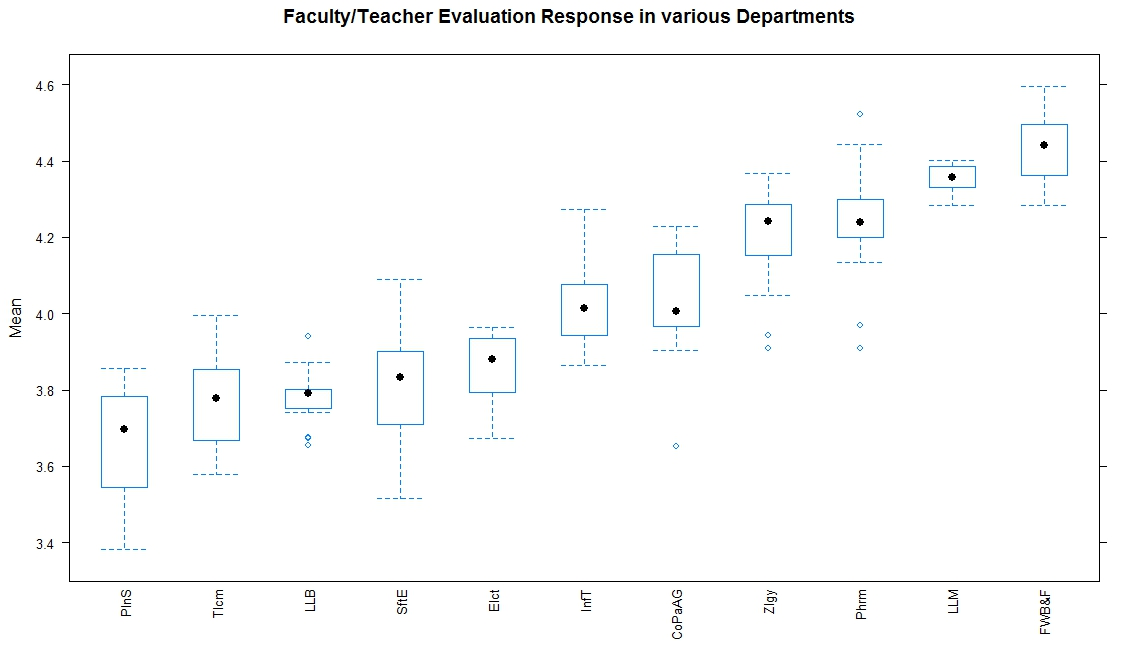 Faculty/Teacher Evaluation Response in various Departments
Mean
4.6
4.4
4.2
4.0
3.8
3.6
3.4
PlnS
Tlcm
LLB
SftE
Elct
InfT
CoPaAG
Zlgy
Phrm
LLM
FWB&F